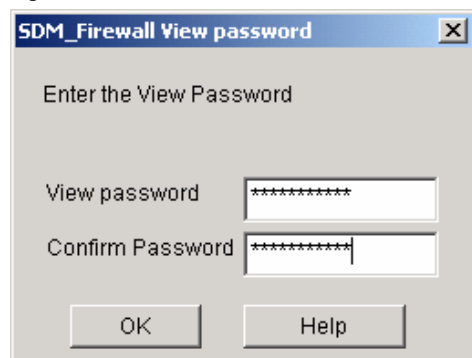 SDM_Firewall View password
Enter the View Password
View password ***********
Confirm Password ***********
OK Help